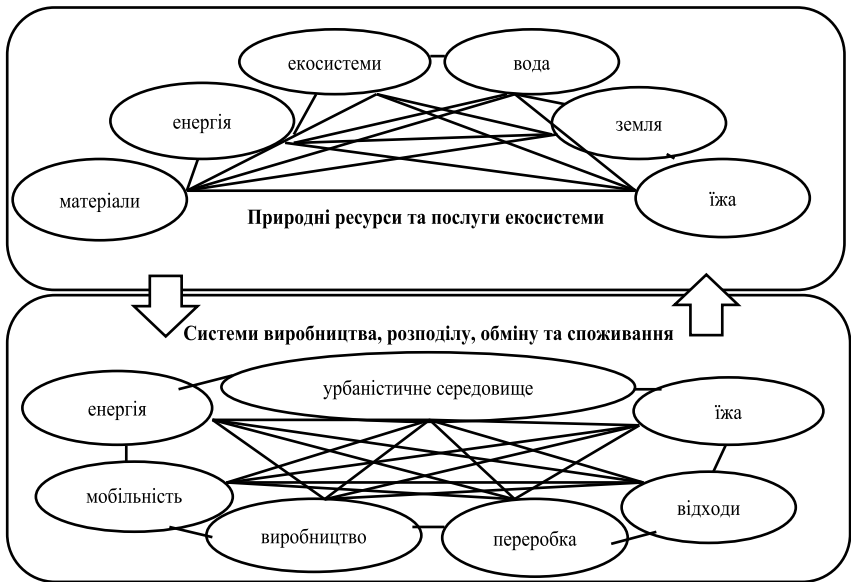 екосистеми
вода
енергія
земля
матеріали
їжа
Природні ресурси та послуги екосистеми
Системи виробництва, розподілу, обміну та споживання
урбаністичне середовище
енергія
їжа
мобільність
відходи
виробництво
переробка